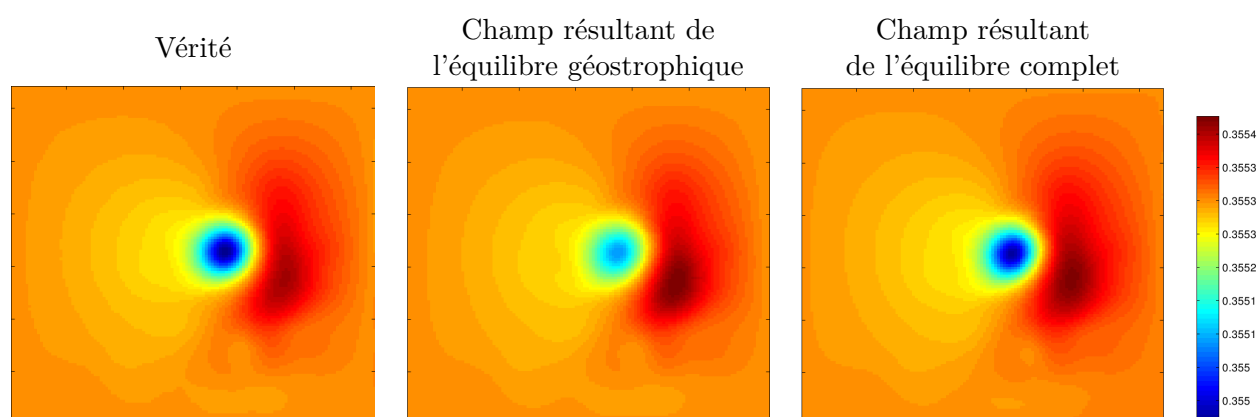 Vérité
Champ résultant de
l'équilibre géostrophique
Champ résultant
de l'équilibre complet
0.3554
0.3553
0.3553
0.3553
0.3552
0.3551
0.3551
0.355
0.355